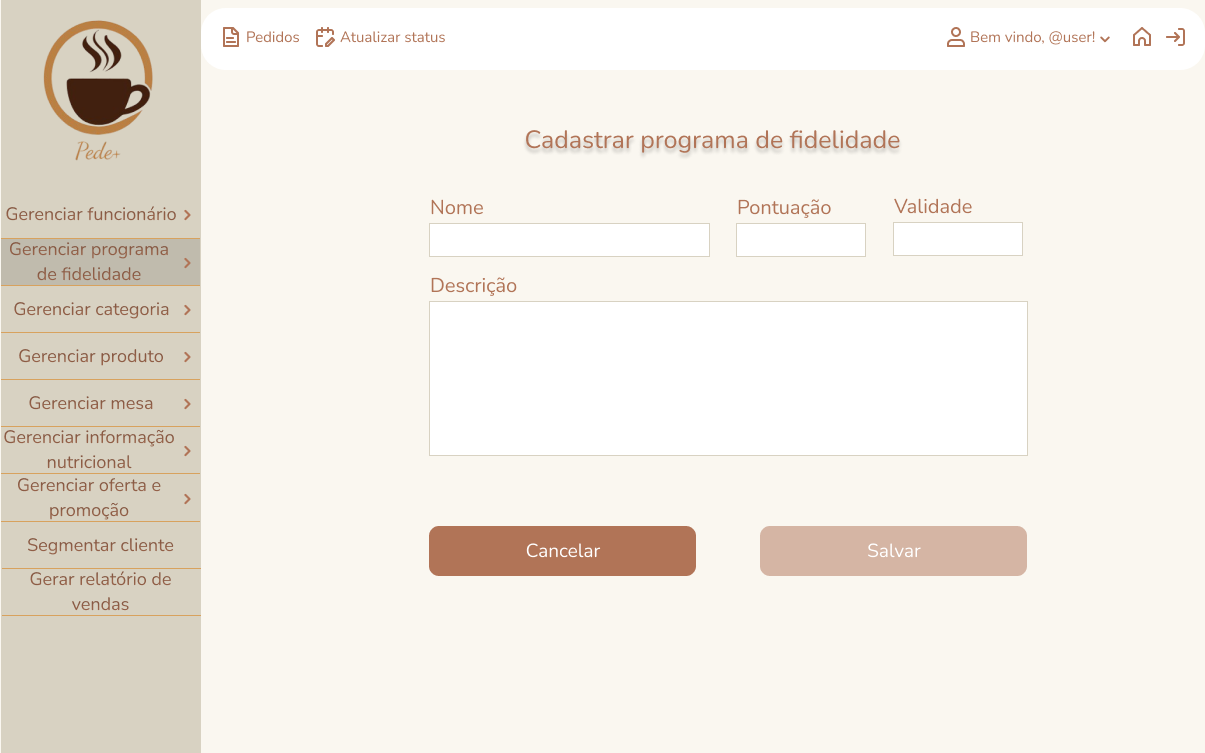 Pede+
Gerenciar funcionário
Gerenciar programa
de fidelidade
Gerenciar categoria
Gerenciar produto
Gerenciar mesa
Gerenciar informação
nutricional
Gerenciar oferta e
promoção
Segmentar cliente
Gerar relatório de
vendas
Pedidos
Atualizar status
Bem vindo, @user!
Cadastrar programa de fidelidade
Nome
Pontuação
Validade
Descrição
Cancelar
Salvar